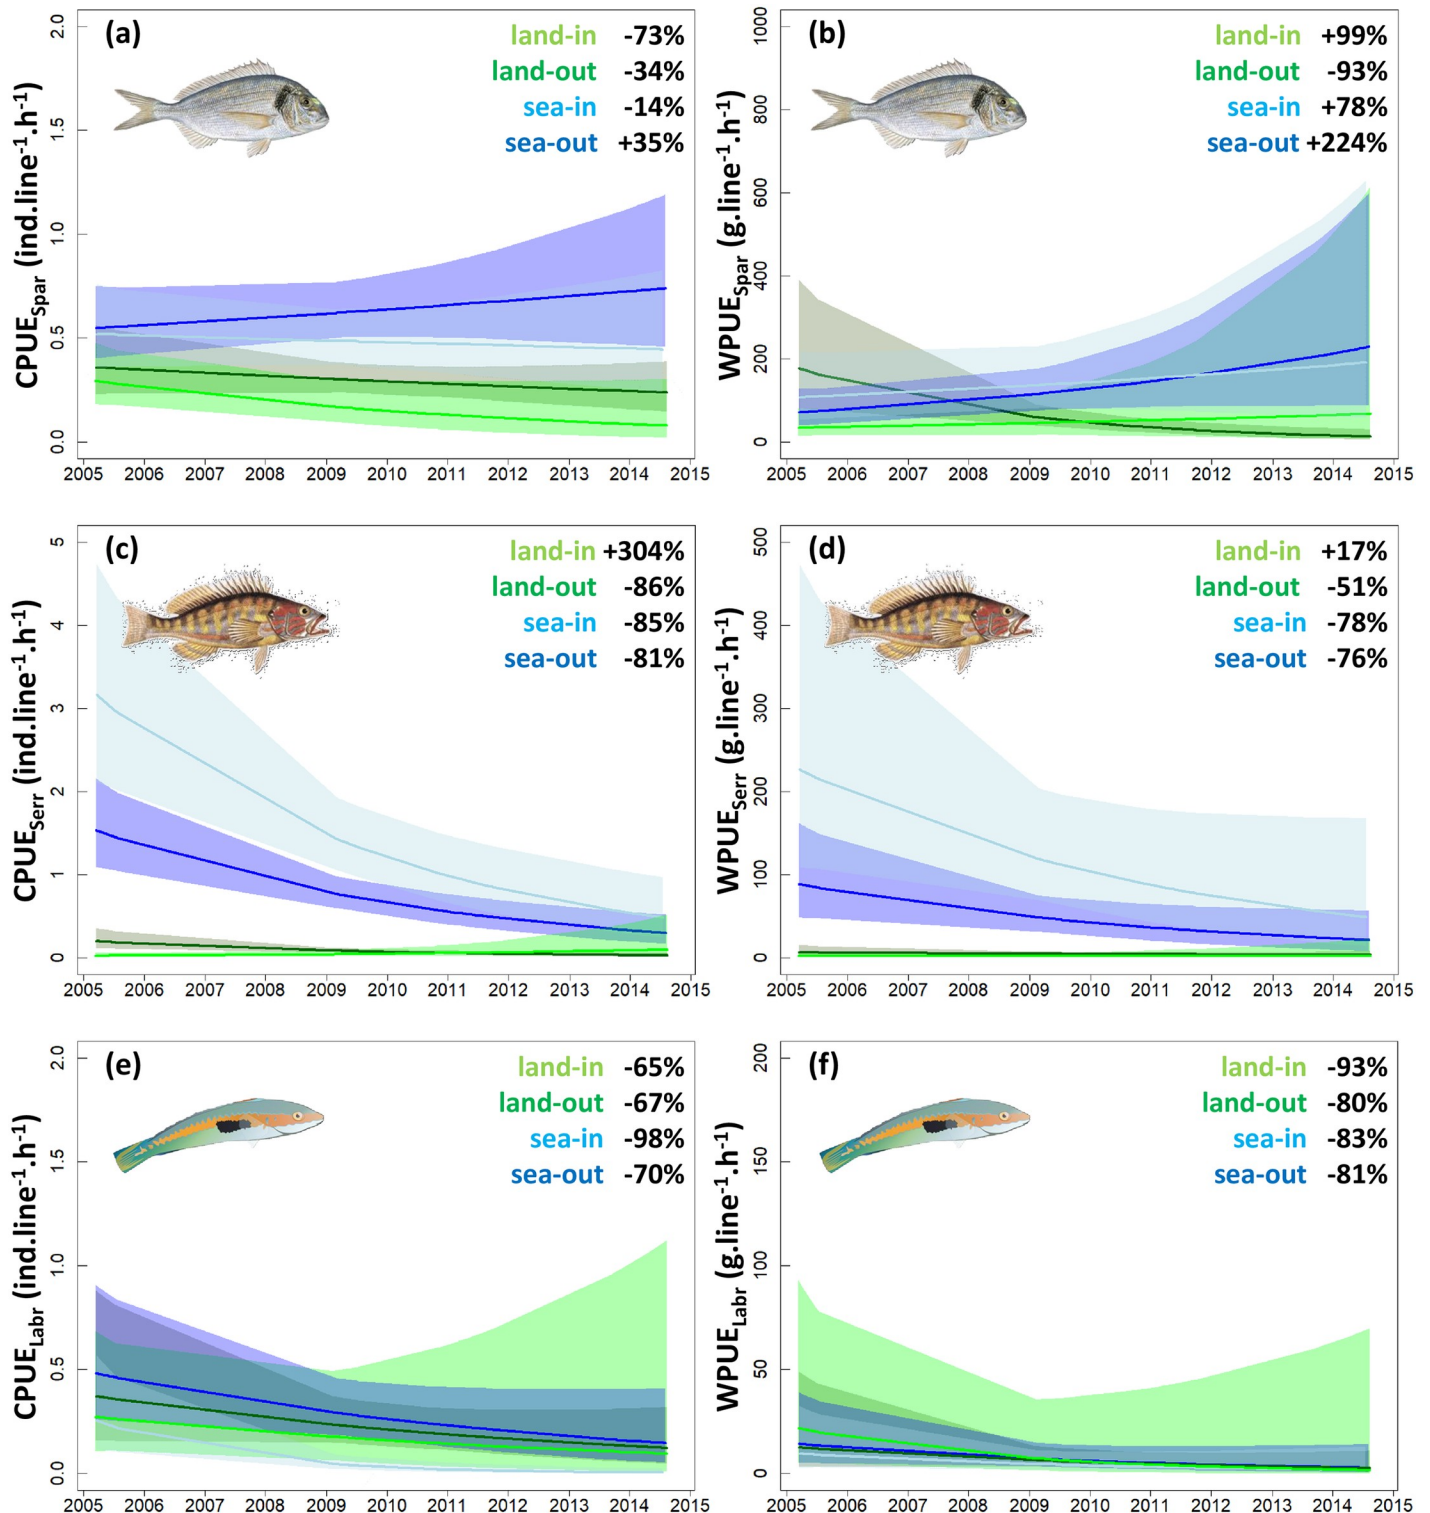 (a)
land-in -73%
land-out -34%
sea-in -14%
sea-out +35%
CPUE_Spar (ind.line⁻¹.h⁻¹)
2.0
1.5
1.0
0.5
0.0
2005 2006 2007 2008 2009 2010 2011 2012 2013 2014 2015
(b)
land-in +99%
land-out -93%
sea-in +78%
sea-out +224%
WPUE_Spar (g.line⁻¹.h⁻¹)
1000
800
600
400
200
0
2005 2006 2007 2008 2009 2010 2011 2012 2013 2014 2015
(c)
land-in +304%
land-out -86%
sea-in -85%
sea-out -81%
CPUE_Serr (ind.line⁻¹.h⁻¹)
5
4
3
2
1
0
2005 2006 2007 2008 2009 2010 2011 2012 2013 2014 2015
(d)
land-in +17%
land-out -51%
sea-in -78%
sea-out -76%
WPUE_Serr (g.line⁻¹.h⁻¹)
500
400
300
200
100
0
2005 2006 2007 2008 2009 2010 2011 2012 2013 2014 2015
(e)
land-in -65%
land-out -67%
sea-in -98%
sea-out -70%
CPUE_Labr (ind.line⁻¹.h⁻¹)
2.0
1.5
1.0
0.5
0.0
2005 2006 2007 2008 2009 2010 2011 2012 2013 2014 2015
(f)
land-in -93%
land-out -80%
sea-in -83%
sea-out -81%
WPUE_Labr (g.line⁻¹.h⁻¹)
200
150
100
50
0
2005 2006 2007 2008 2009 2010 2011 2012 2013 2014 2015